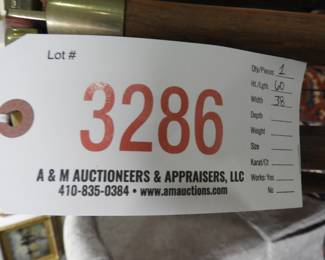 Lot #
3286
A & M AUCTIONEERS & APPRAISERS, LLC
410-835-0384 • www.amauctions.com
Qty/Pieces 1
Ht./Lgth. 60
Width 38
Depth
Weight
Size
Karat/Ct
Works: Yes
No